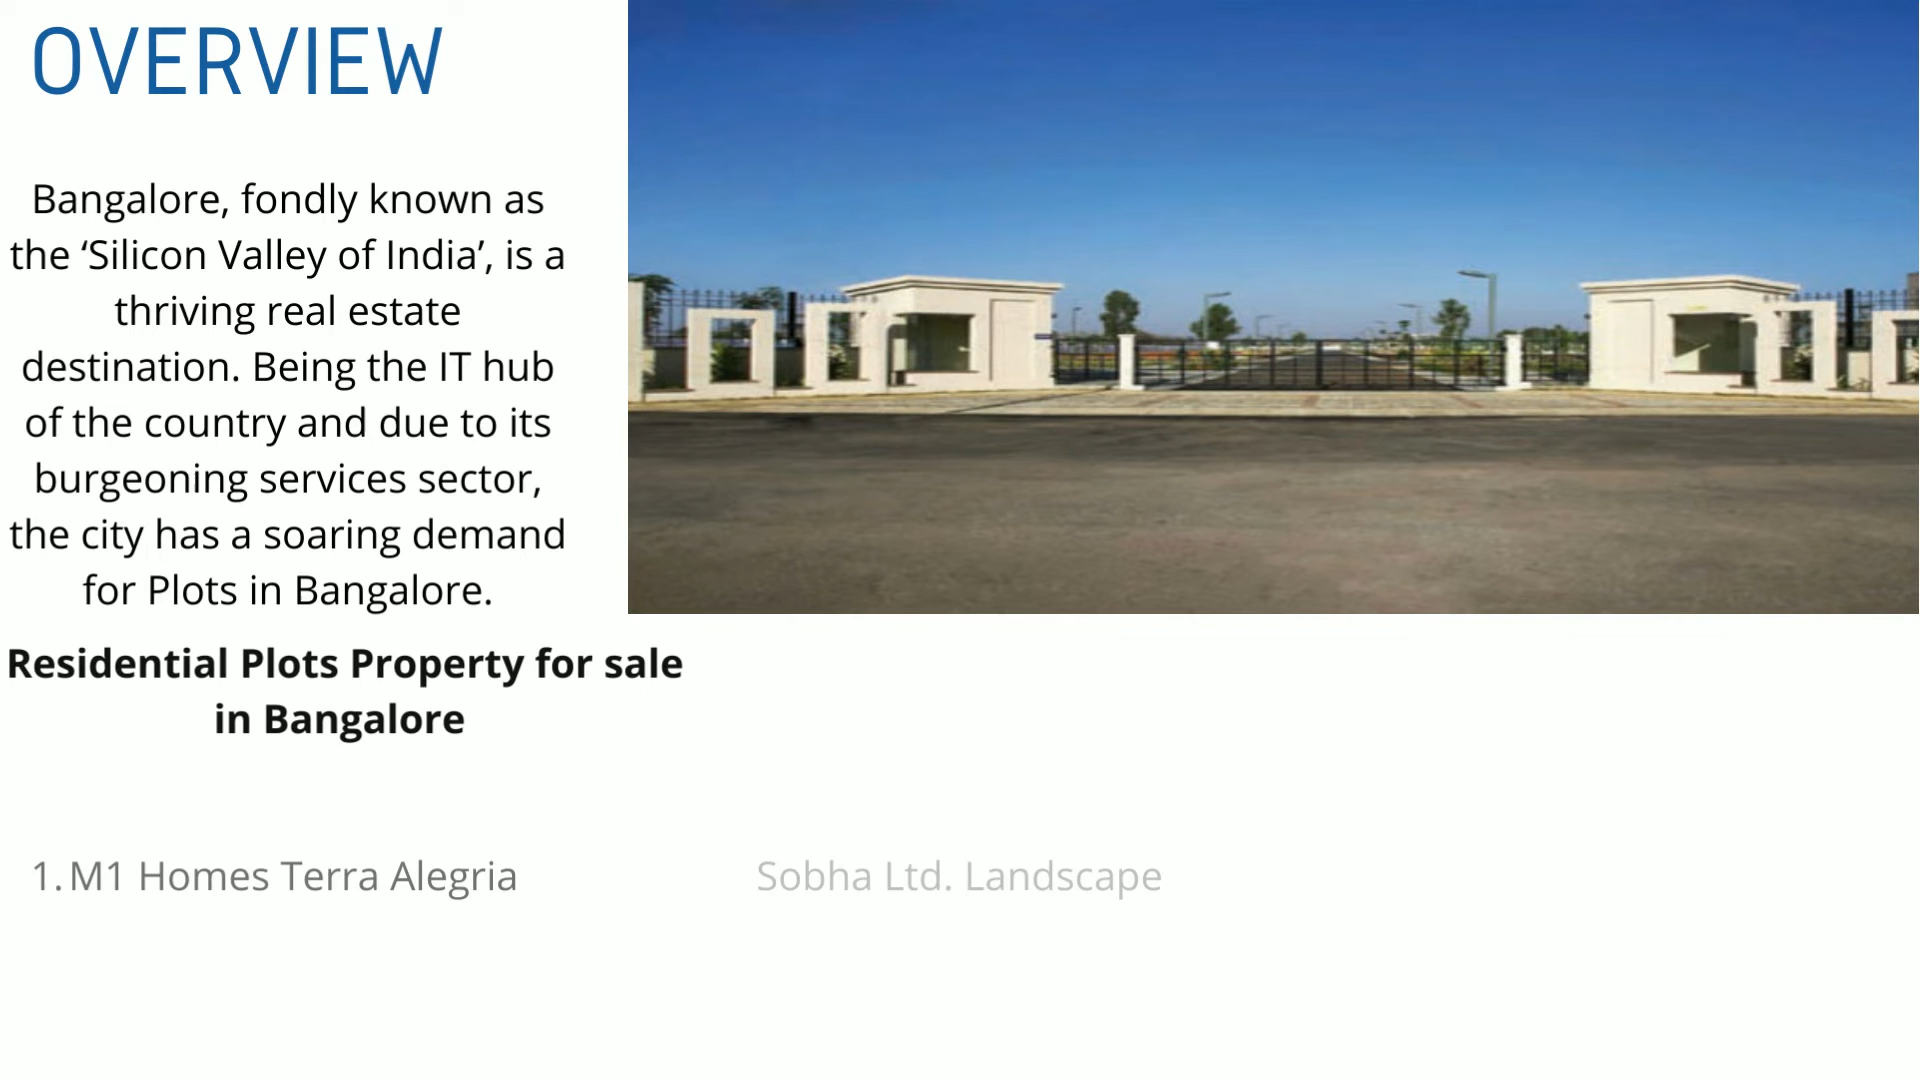 OVERVIEW
Bangalore, fondly known as
the ‘Silicon Valley of India’, is a
thriving real estate
destination. Being the IT hub
of the country and due to its
burgeoning services sector,
the city has a soaring demand
for Plots in Bangalore.
Residential Plots Property for sale
in Bangalore
1. M1 Homes Terra Alegria
Sobha Ltd. Landscape